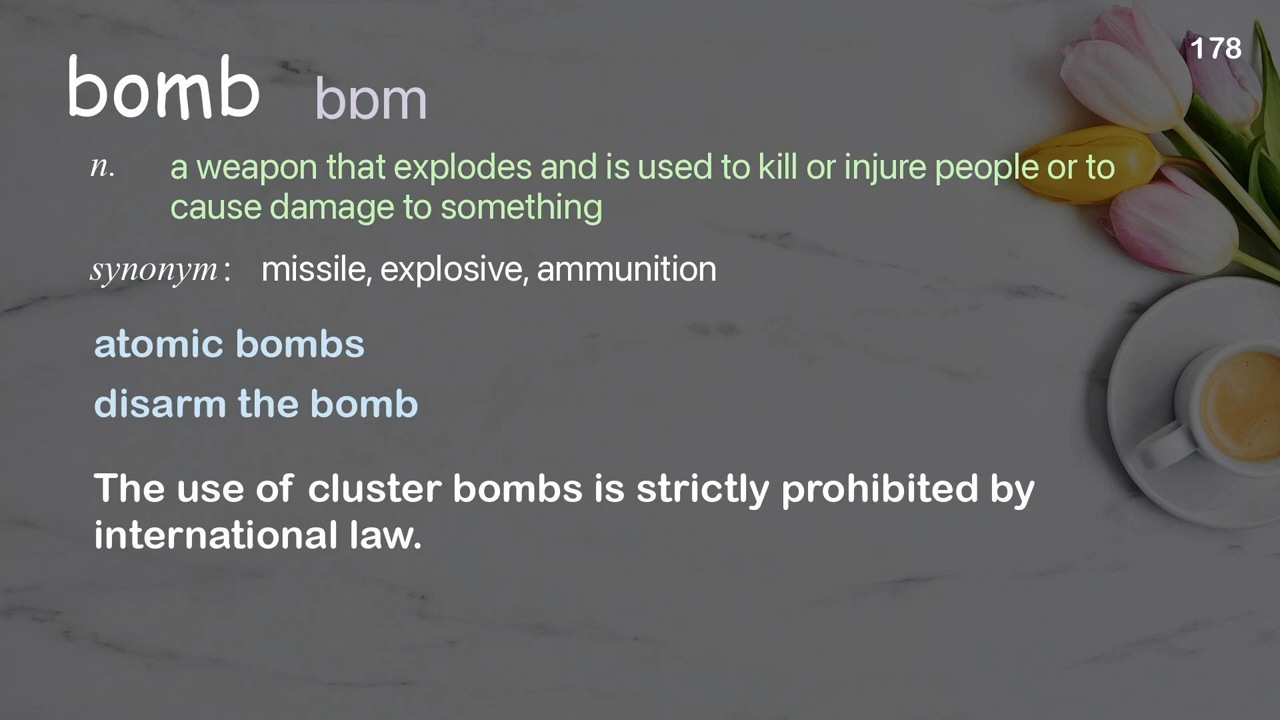 178
bomb bɒm
n. a weapon that explodes and is used to kill or injure people or to
cause damage to something
synonym: missile, explosive, ammunition
atomic bombs
disarm the bomb
The use of cluster bombs is strictly prohibited by
international law.